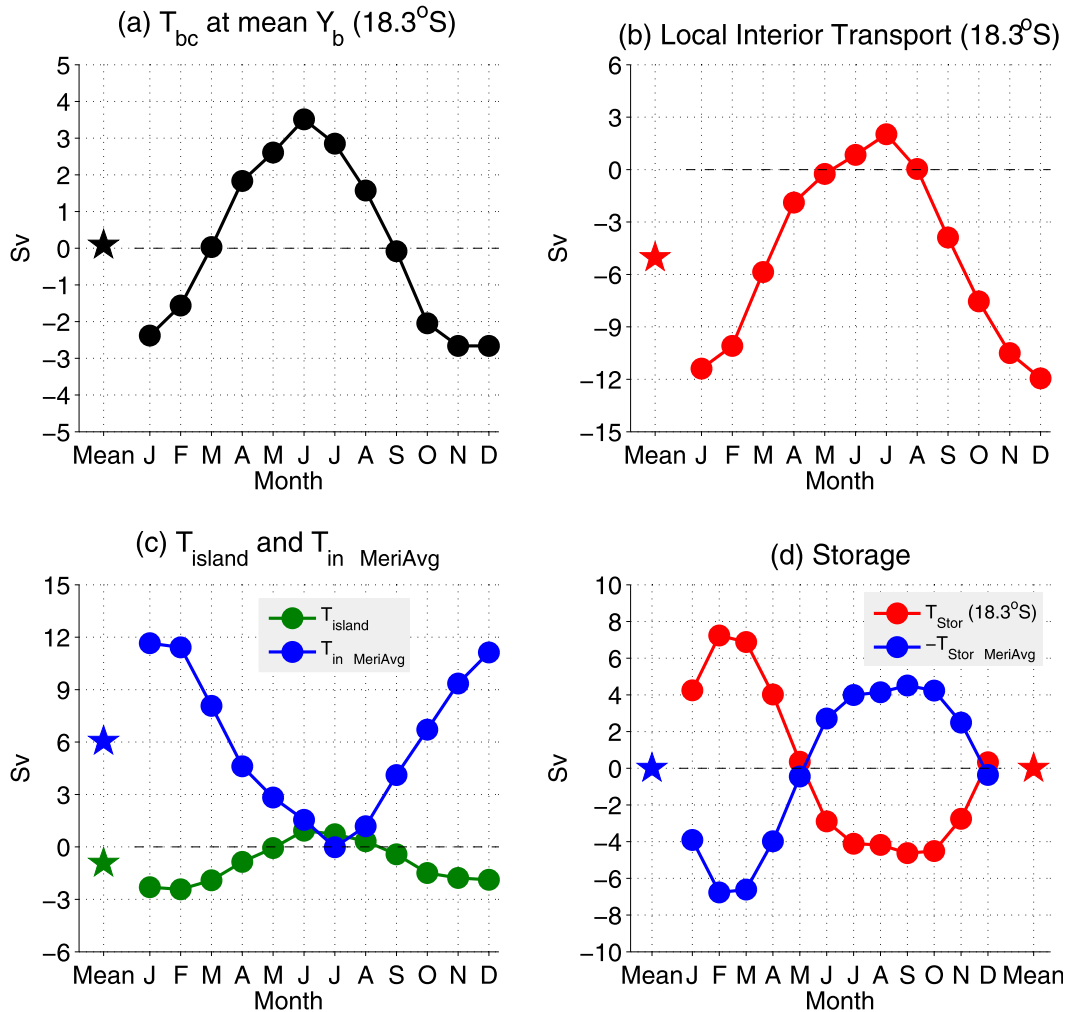 (a) T_bc at mean Y_b (18.3°S)
5
4
3
2
1
0
−1
−2
−3
−4
−5
Sv
Mean J F M A M J J A S O N D
Month
(b) Local Interior Transport (18.3°S)
6
3
0
−3
−6
−9
−12
−15
Sv
Mean J F M A M J J A S O N D
Month
(c) T_island and T_in MeriAvg
15
12
9
6
3
0
−3
−6
Sv
T_island
T_in MeriAvg
Mean J F M A M J J A S O N D
Month
(d) Storage
10
8
6
4
2
0
−2
−4
−6
−8
−10
Sv
T_Stor (18.3°S)
−T_Stor MeriAvg
Mean J F M A M J J A S O N D Mean
Month